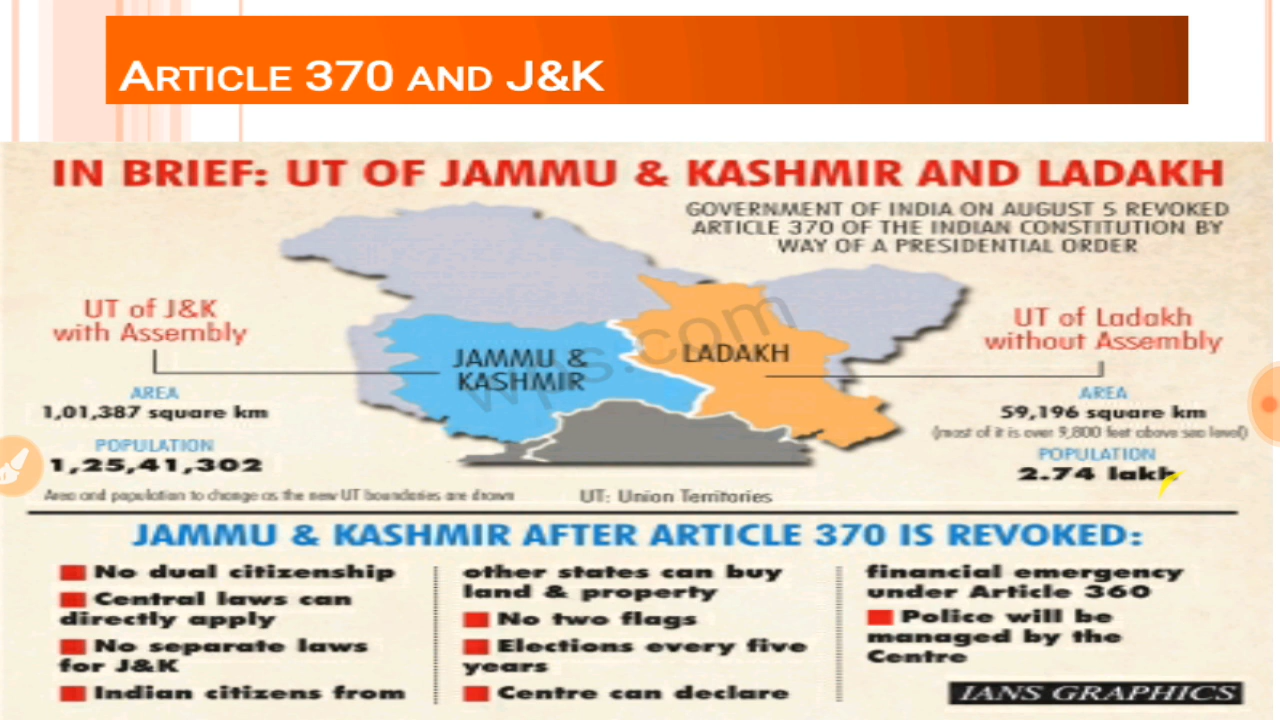 ARTICLE 370 AND J&K
IN BRIEF: UT OF JAMMU & KASHMIR AND LADAKH
GOVERNMENT OF INDIA ON AUGUST 5 REVOKED
ARTICLE 370 OF THE INDIAN CONSTITUTION BY
WAY OF A PRESIDENTIAL ORDER
UT of J&K
with Assembly
AREA
1,01,387 square km
POPULATION
1,25,41,302
JAMMU &
KASHMIR
LADAKH
wps.com
UT of Ladakh
without Assembly
AREA
59,196 square km
(most of it is over 9,800 feet above sea level)
POPULATION
2.74 lakh
Area and population to change as the new UT boundaries are drawn
UT: Union Territories
JAMMU & KASHMIR AFTER ARTICLE 370 IS REVOKED:
No dual citizenship
Central laws can
directly apply
No separate laws
for J&K
Indian citizens from
other states can buy
land & property
No two flags
Elections every five
years
Centre can declare
financial emergency
under Article 360
Police will be
managed by the
Centre
IANS GRAPHICS